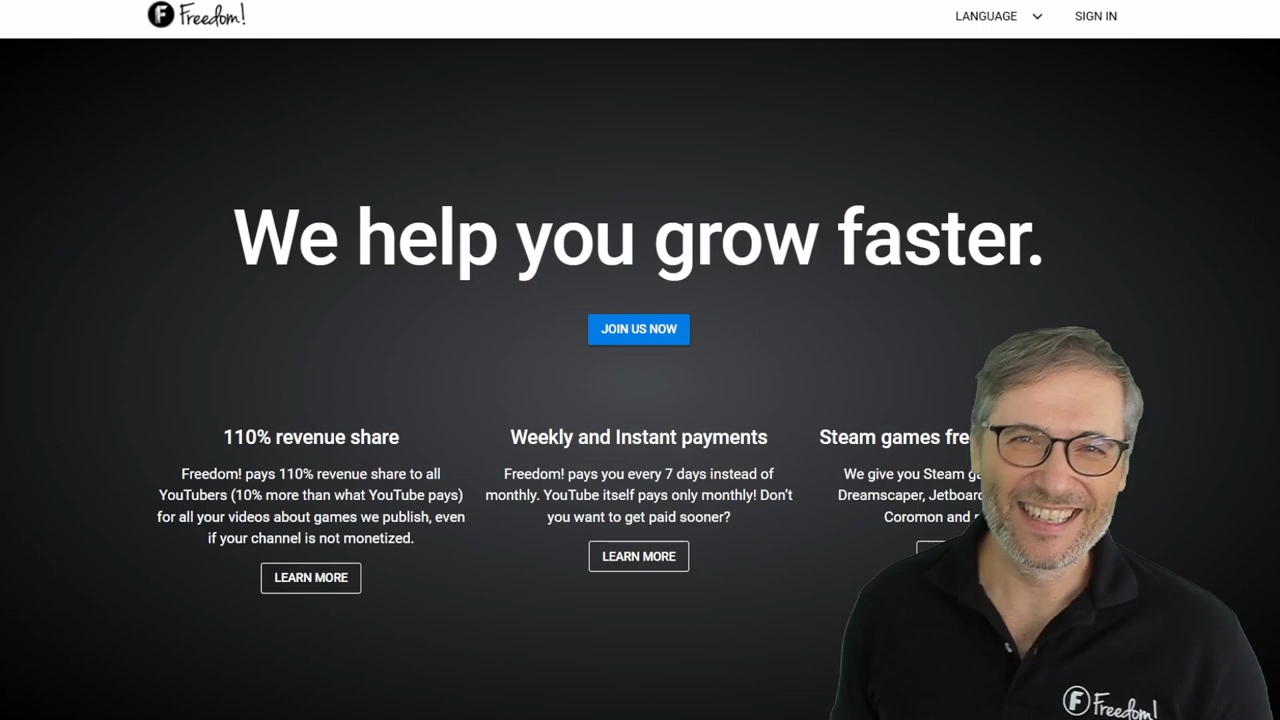 Freedom!
LANGUAGE
SIGN IN
We help you grow faster.
JOIN US NOW
110% revenue share
Freedom! pays 110% revenue share to all
YouTubers (10% more than what YouTube pays)
for all your videos about games we publish, even
if your channel is not monetized.
LEARN MORE
Weekly and Instant payments
Freedom! pays you every 7 days instead of
monthly. YouTube itself pays only monthly! Don't
you want to get paid sooner?
LEARN MORE
Steam games
We give you Steam
Dreamscaper,
Coromon and
Freedom!